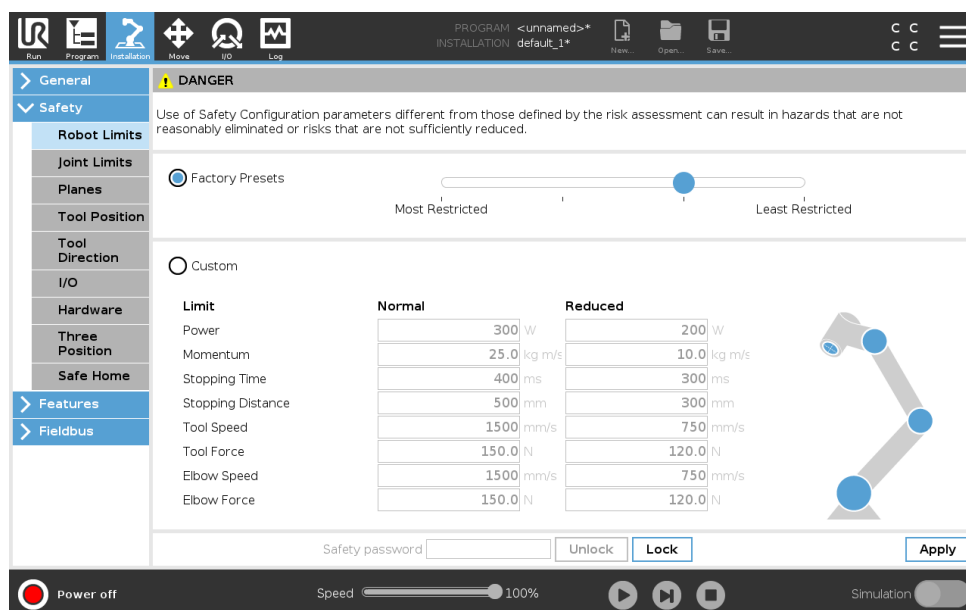 PROGRAM <unnamed>*
INSTALLATION default_1*
UR
Run
Program
Installation
Move
I/O
Log
New...
Open...
Save...
C C
C C
General
Safety
Robot Limits
Joint Limits
Planes
Tool Position
Tool
Direction
I/O
Hardware
Three
Position
Safe Home
Features
Fieldbus
DANGER
Use of Safety Configuration parameters different from those defined by the risk assessment can result in hazards that are not
reasonably eliminated or risks that are not sufficiently reduced.
Factory Presets
Most Restricted Least Restricted
Custom
Limit Normal Reduced
Power 300 W 200 W
Momentum 25.0 kg m/s 10.0 kg m/s
Stopping Time 400 ms 300 ms
Stopping Distance 500 mm 300 mm
Tool Speed 1500 mm/s 750 mm/s
Tool Force 150.0 N 120.0 N
Elbow Speed 1500 mm/s 750 mm/s
Elbow Force 150.0 N 120.0 N
Safety password Unlock Lock Apply
Power off Speed 100% Simulation